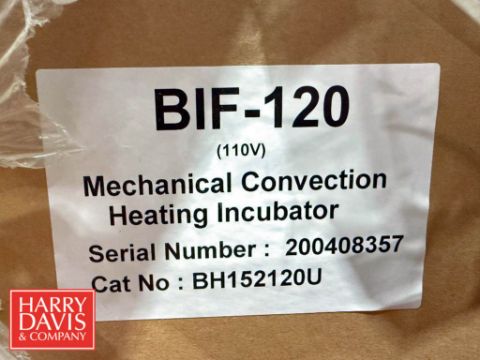 BIF-120
(110V)
Mechanical Convection
Heating Incubator
Serial Number : 200408357
Cat No : BH152120U
HARRY
DAVIS
& COMPANY